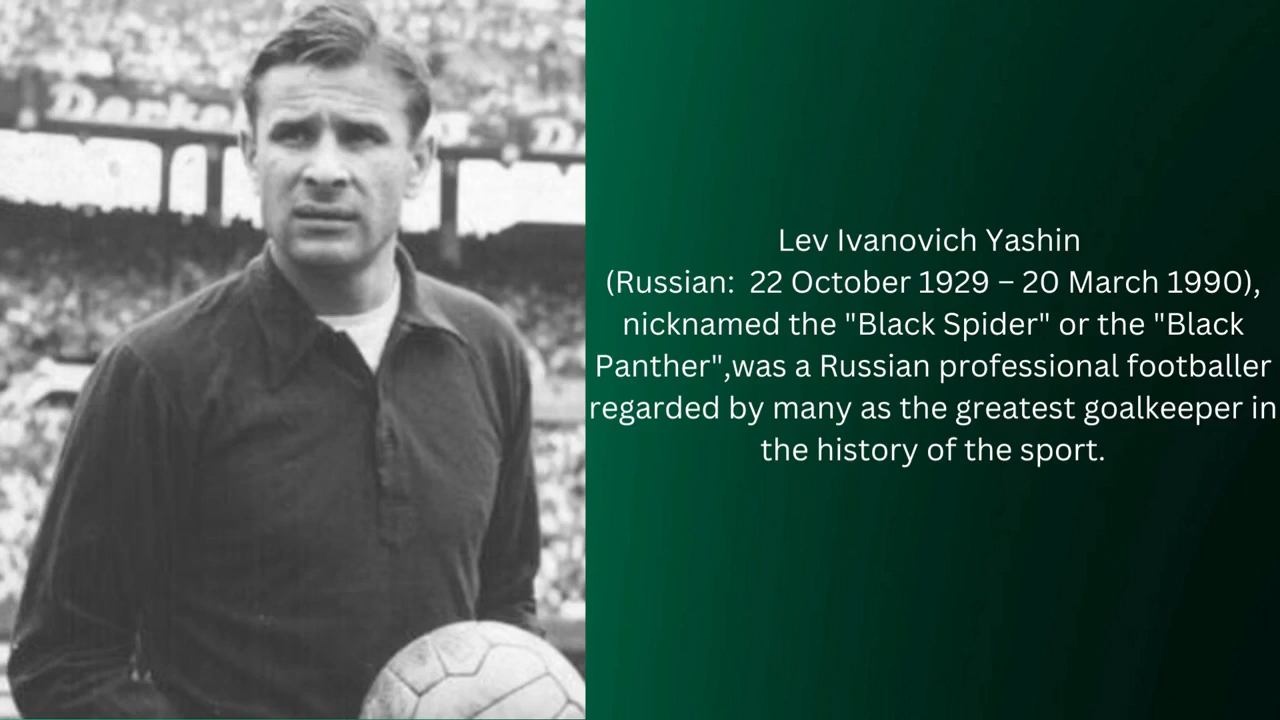 Lev Ivanovich Yashin
(Russian:  22 October 1929 – 20 March 1990),
nicknamed the "Black Spider" or the "Black
Panther",was a Russian professional footballer
regarded by many as the greatest goalkeeper in
the history of the sport.